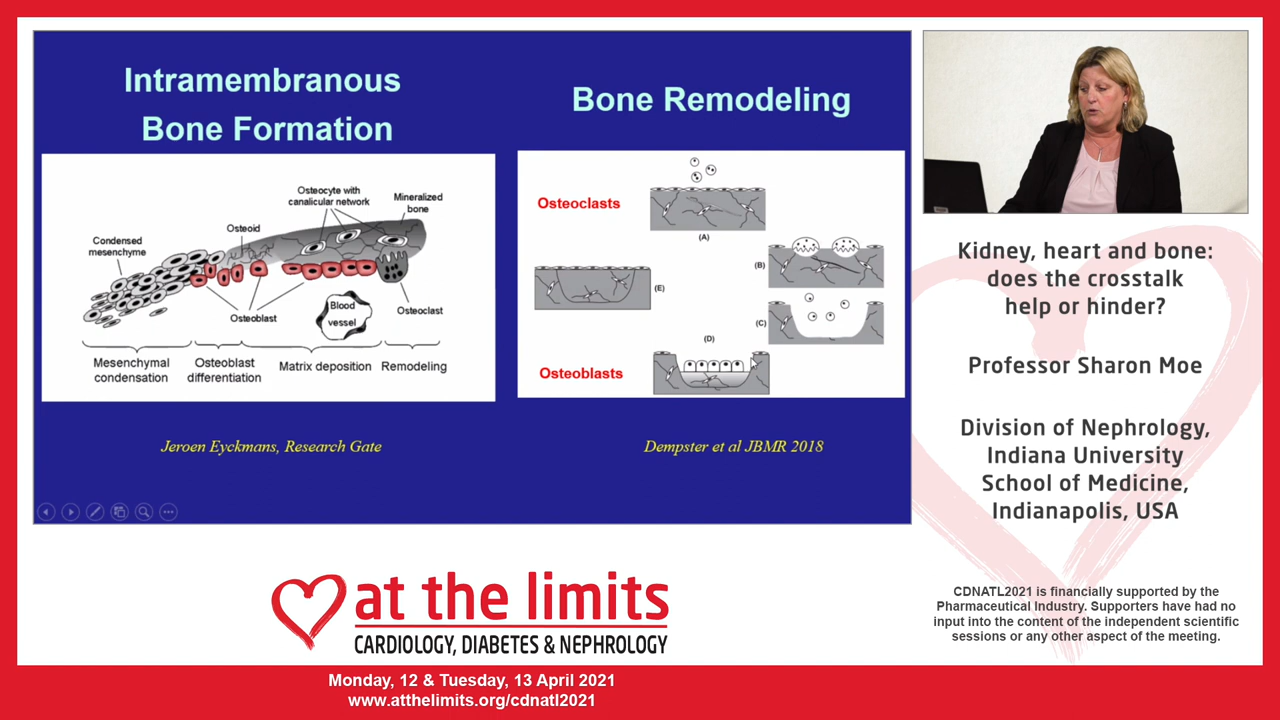 Intramembranous
Bone Formation
Bone Remodeling
Condensed
mesenchyme
Osteoid
Osteocyte with
canalicular network
Mineralized
bone
Osteoblast
Blood
vessel
Osteoclast
Mesenchymal
condensation
Osteoblast
differentiation
Matrix deposition
Remodeling
Osteoclasts
(A)
(B)
(E)
(C)
(D)
Osteoblasts
Jeroen Eyckmans, Research Gate
Dempster et al JBMR 2018
Kidney, heart and bone:
does the crosstalk
help or hinder?
Professor Sharon Moe
Division of Nephrology,
Indiana University
School of Medicine,
Indianapolis, USA
CDNATL2021 is financially supported by the
Pharmaceutical Industry. Supporters have had no
input into the content of the independent scientific
sessions or any other aspect of the meeting.
at the limits
CARDIOLOGY, DIABETES & NEPHROLOGY
Monday, 12 & Tuesday, 13 April 2021
www.atthelimits.org/cdnatl2021